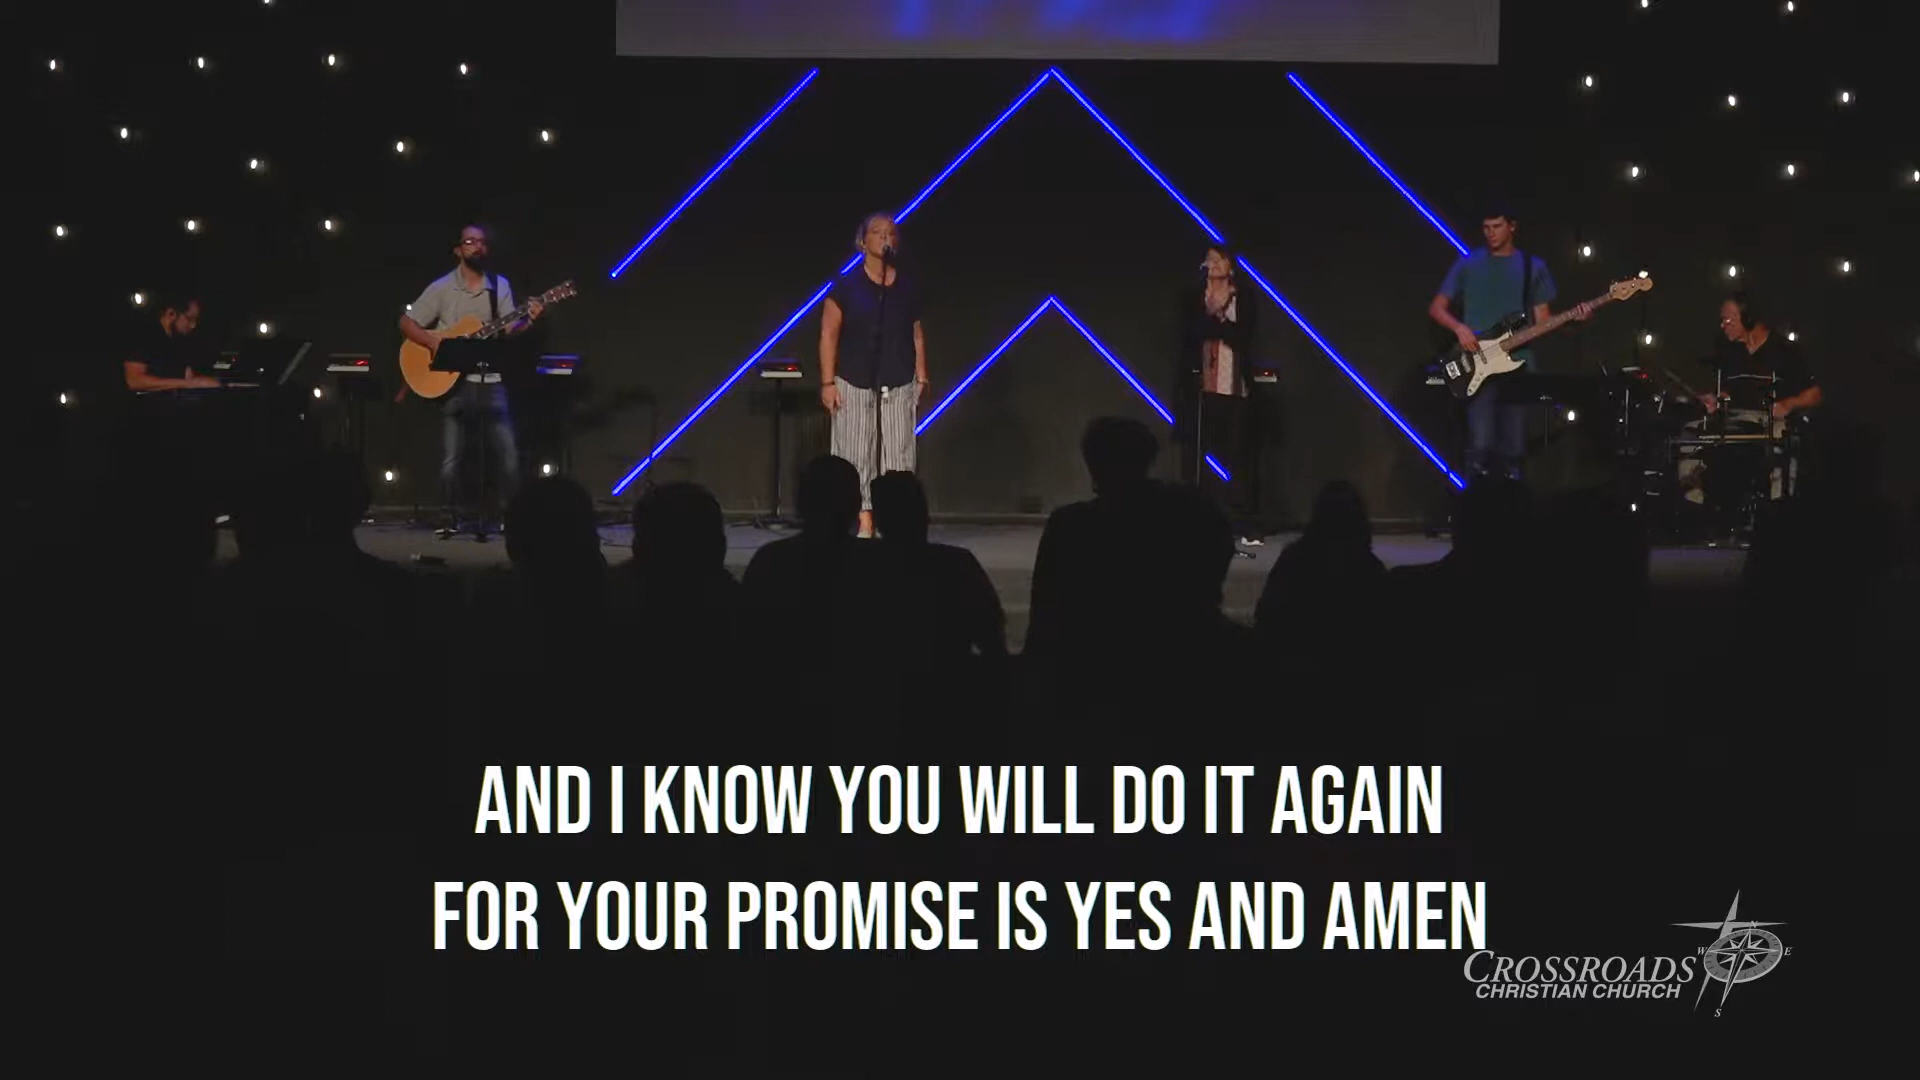 AND I KNOW YOU WILL DO IT AGAIN
FOR YOUR PROMISE IS YES AND AMEN
CROSSROADS
CHRISTIAN CHURCH
N
W
E
S